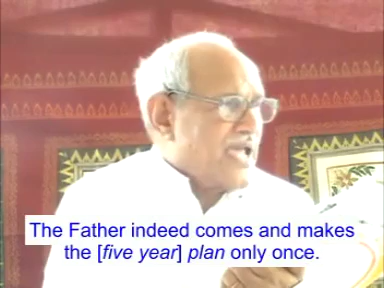 The Father indeed comes and makes
the [five year] plan only once.